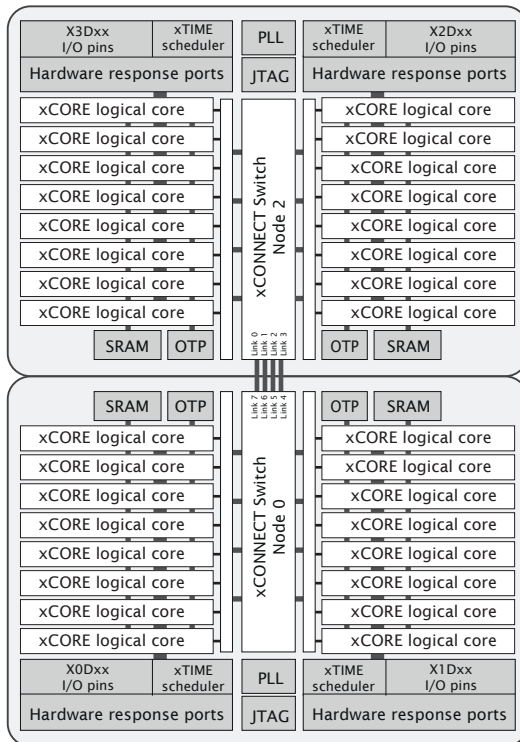 X3Dxx
I/O pins
xTIME
scheduler
Hardware response ports
PLL
JTAG
xTIME
scheduler
X2Dxx
I/O pins
Hardware response ports
xCORE logical core
xCORE logical core
xCORE logical core
xCORE logical core
xCORE logical core
xCORE logical core
xCORE logical core
xCORE logical core
SRAM
OTP
xCONNECT Switch
Node 2
Link 0
Link 1
Link 2
Link 3
xCORE logical core
xCORE logical core
xCORE logical core
xCORE logical core
xCORE logical core
xCORE logical core
xCORE logical core
xCORE logical core
OTP
SRAM
SRAM
OTP
xCORE logical core
xCORE logical core
xCORE logical core
xCORE logical core
xCORE logical core
xCORE logical core
xCORE logical core
xCORE logical core
Link 7
Link 6
Link 5
Link 4
xCONNECT Switch
Node 0
OTP
SRAM
xCORE logical core
xCORE logical core
xCORE logical core
xCORE logical core
xCORE logical core
xCORE logical core
xCORE logical core
xCORE logical core
X0Dxx
I/O pins
xTIME
scheduler
Hardware response ports
PLL
JTAG
xTIME
scheduler
X1Dxx
I/O pins
Hardware response ports